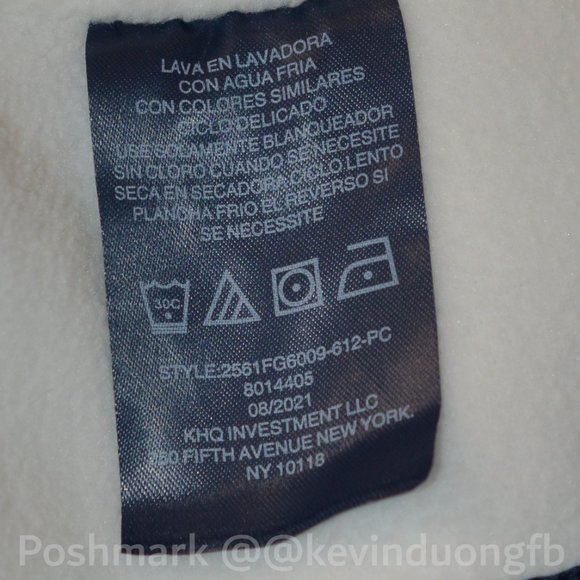 LAVA EN LAVADORA
CON AGUA FRIA
CON COLORES SIMILARES
CICLO DELICADO
USE SOLAMENTE BLANQUEADOR
SIN CLORO CUANDO SE NECESITE
SECA EN SECADORA CICLO LENTO
PLANCHA FRIO EL REVERSO SI
SE NECESSITE
30C
STYLE:2561FG6009-612-PC
8014405
08/2021
KHQ INVESTMENT LLC
FIFTH AVENUE NEW YORK.
NY 10118
Poshmark @@kevinduongfb